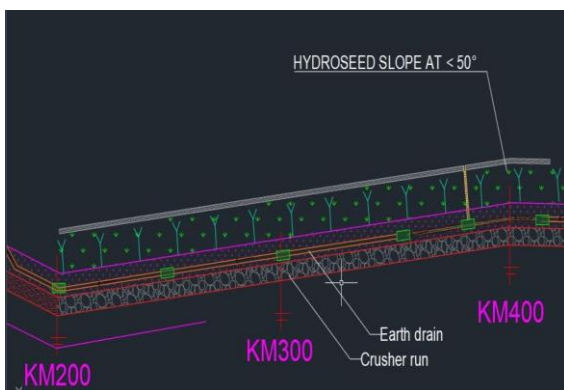 HYDROSEED SLOPE AT < 50°
KM400
Earth drain
KM300
Crusher run
KM200